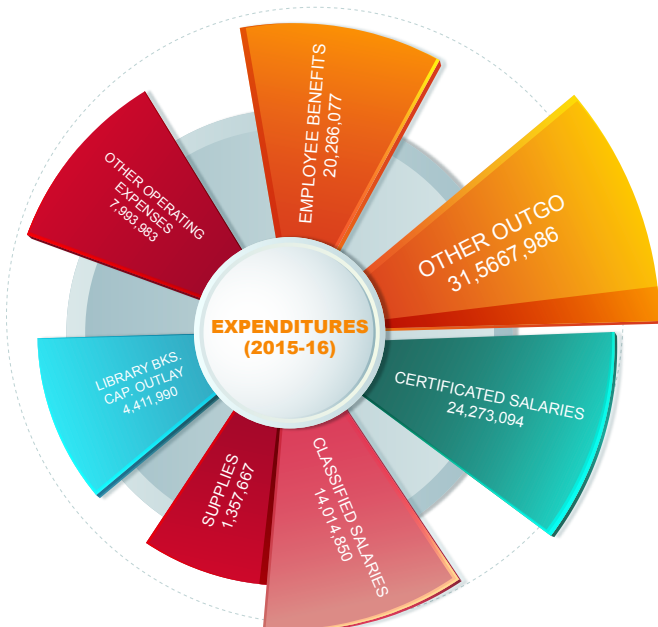 EMPLOYEE BENEFITS
20,266,077
OTHER OUTGO
31,5667,986
CERTIFICATED SALARIES
24,273,094
CLASSIFIED SALARIES
14,014,850
SUPPLIES
1,357,667
LIBRARY BKS.
CAP. OUTLAY
4,411,990
OTHER OPERATING
EXPENSES
7,993,983
EXPENDITURES
(2015-16)